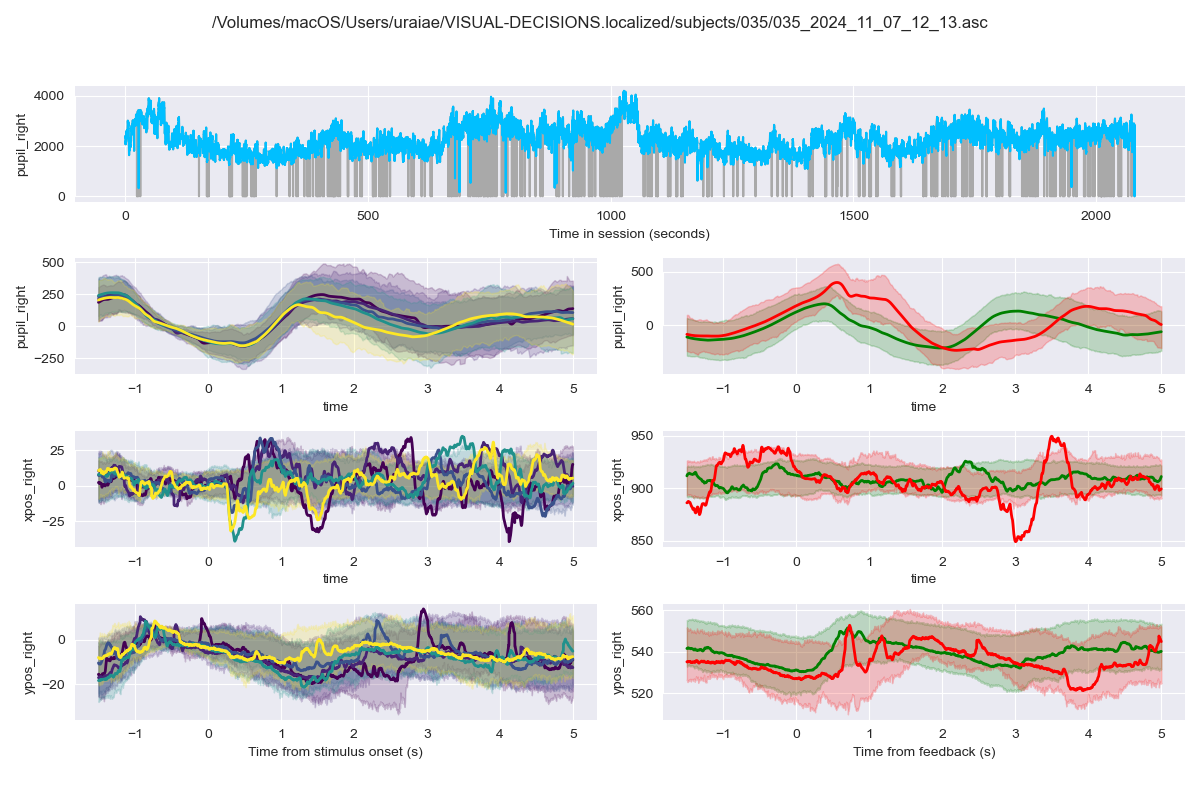 /Volumes/macOS/Users/uraiae/VISUAL-DECISIONS.localized/subjects/035/035_2024_11_07_12_13.asc
pupil_right
4000
2000
0
0 500 1000 1500 2000
Time in session (seconds)
pupil_right
500
250
0
−250
−1 0 1 2 3 4 5
time
pupil_right
500
0
−1 0 1 2 3 4 5
time
xpos_right
25
0
−25
−1 0 1 2 3 4 5
time
xpos_right
950
900
850
−1 0 1 2 3 4 5
time
ypos_right
0
−20
−1 0 1 2 3 4 5
Time from stimulus onset (s)
ypos_right
560
540
520
−1 0 1 2 3 4 5
Time from feedback (s)